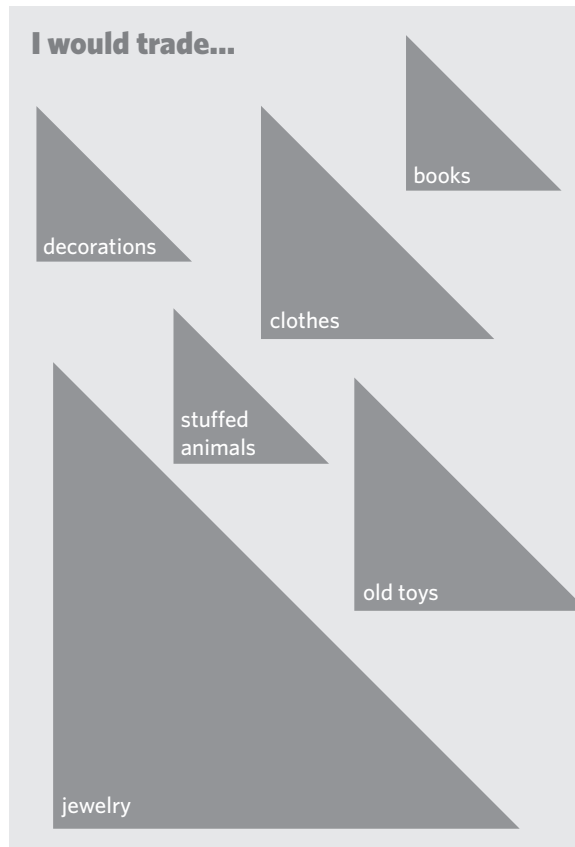 I would trade...
books
decorations
clothes
stuffed
animals
old toys
jewelry